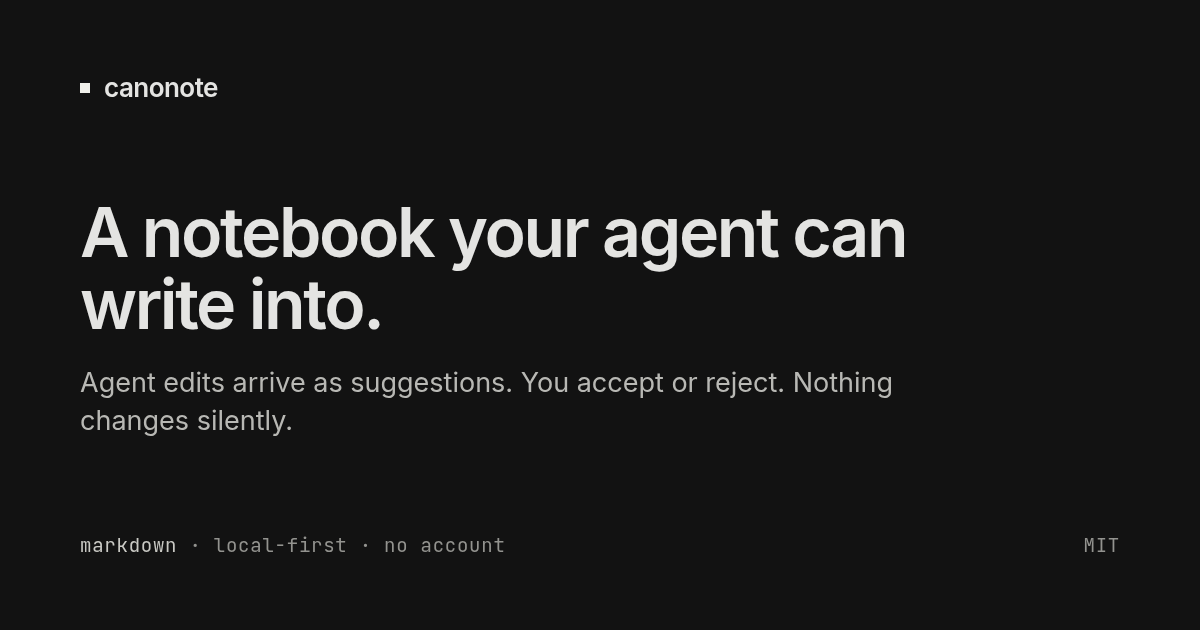 canonote
A notebook your agent can
write into.
Agent edits arrive as suggestions. You accept or reject. Nothing
changes silently.
markdown · local-first · no account
MIT